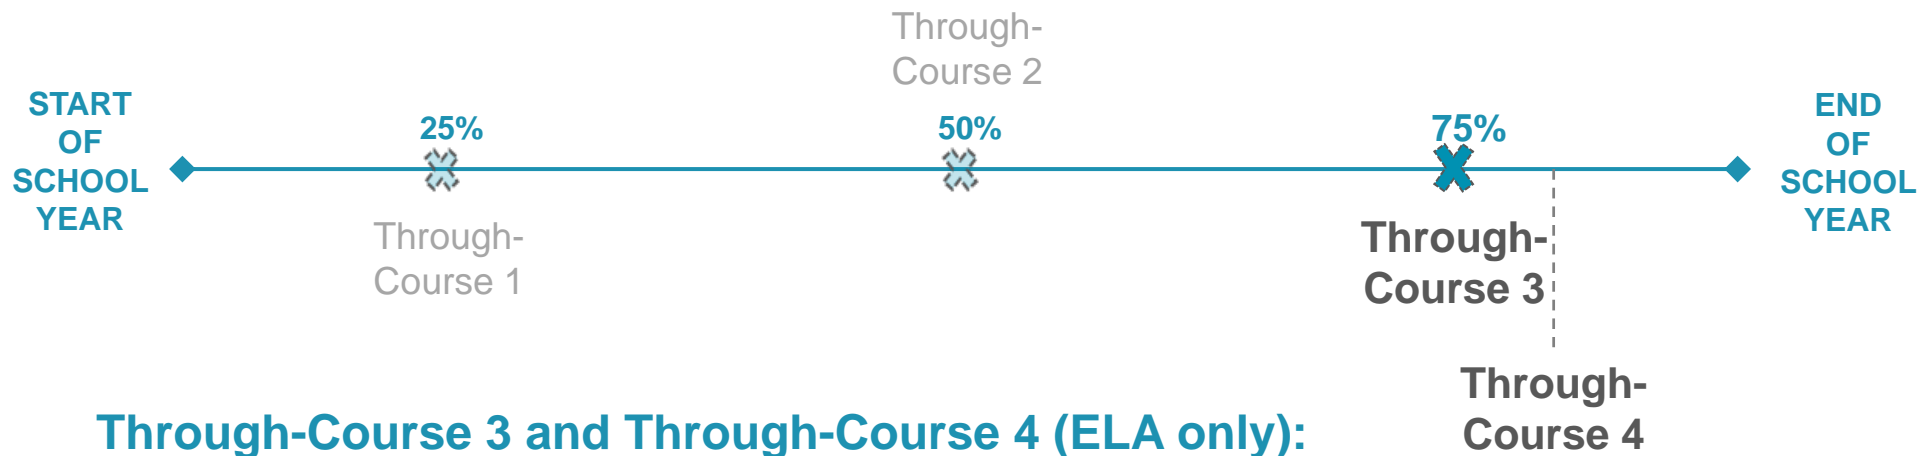 START
OF
SCHOOL
YEAR
25%
Through-
Course 1
Through-
Course 2
50%
75%
Through-
Course 3
Through-
Course 4
END
OF
SCHOOL
YEAR
Through-Course 3 and Through-Course 4 (ELA only):